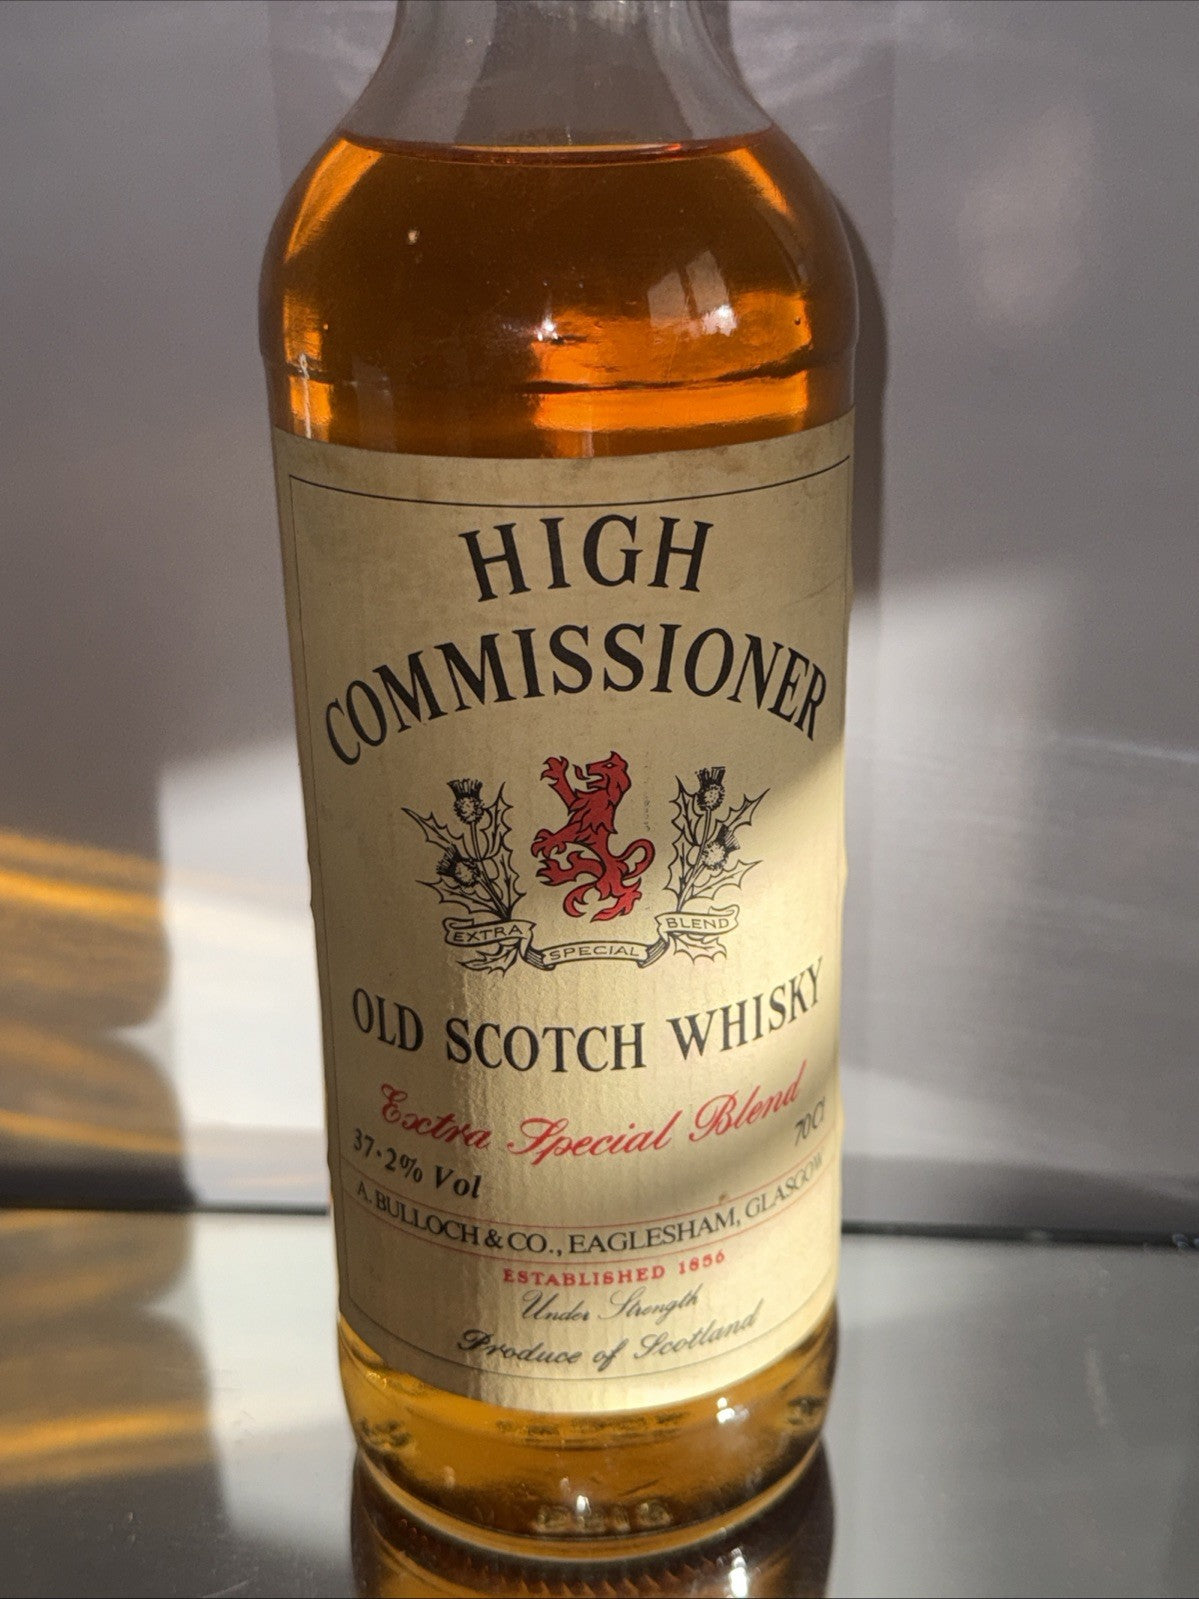 HIGH
COMMISSIONER
EXTRA SPECIAL BLEND
OLD SCOTCH WHISKY
Extra Special Blend
37·2% Vol 70Cl
A. BULLOCH & CO., EAGLESHAM, GLASGOW
ESTABLISHED 1856
Under Strength
Produce of Scotland